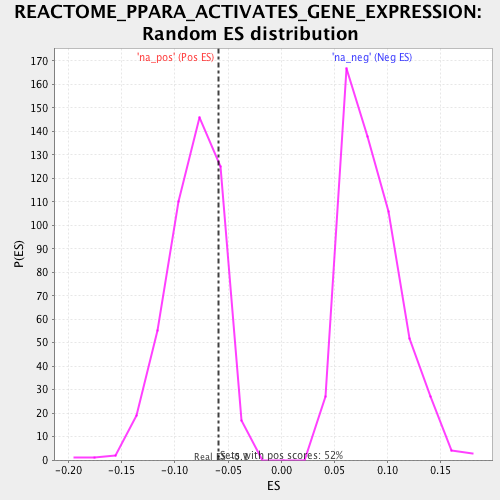 REACTOME_PPARA_ACTIVATES_GENE_EXPRESSION:
Random ES distribution
'na_pos' (Pos ES) 'na_neg' (Neg ES)
170
160
150
140
130
120
110
100
90
80
70
60
50
40
30
20
10
0
P(ES)
Real ES
Sets with pos scores: 52%
-0.20 -0.15 -0.10 -0.05 0.00 0.05 0.10 0.15
ES